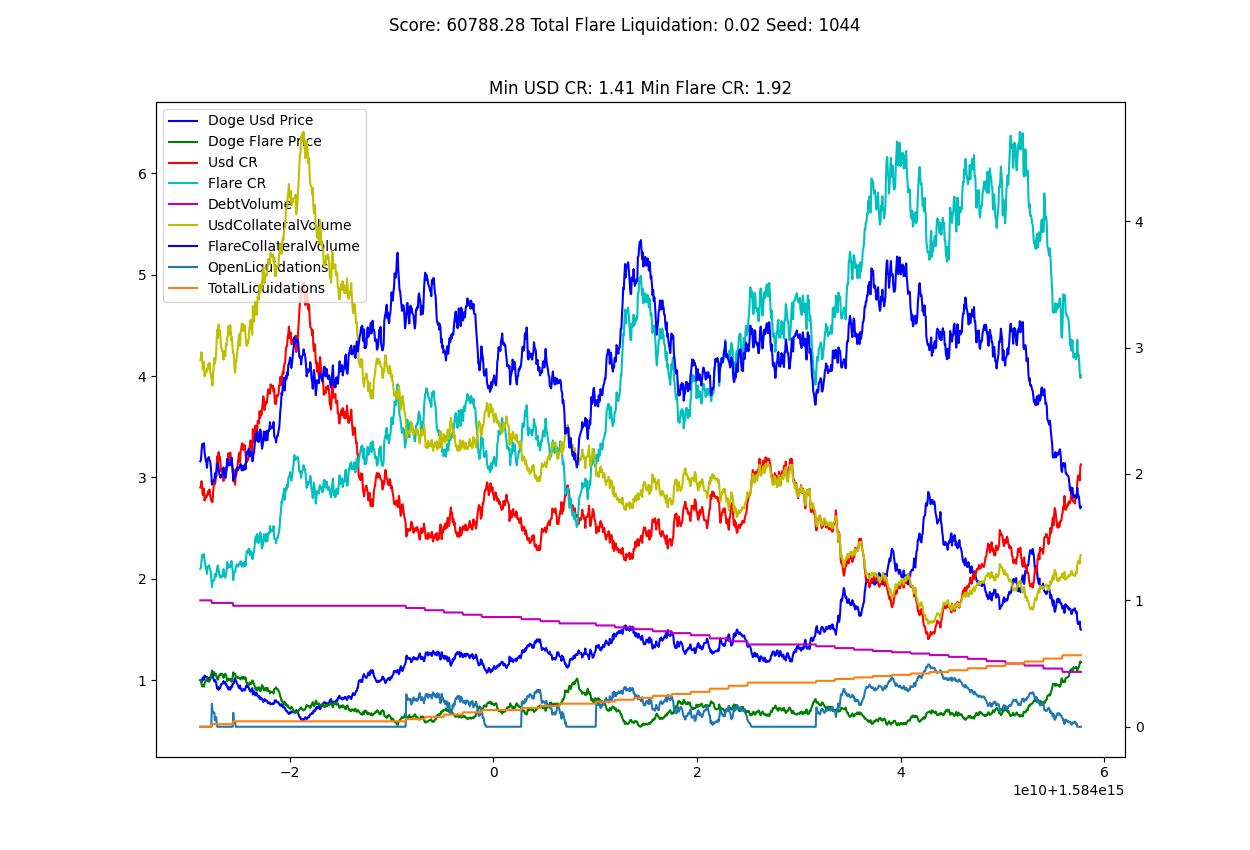 Score: 60788.28 Total Flare Liquidation: 0.02 Seed: 1044
Min USD CR: 1.41 Min Flare CR: 1.92
Doge Usd Price
Doge Flare Price
Usd CR
Flare CR
DebtVolume
UsdCollateralVolume
FlareCollateralVolume
OpenLiquidations
TotalLiquidations
6
5
4
3
2
1
4
3
2
1
0
−2
0
2
4
6
1e10+1.584e15